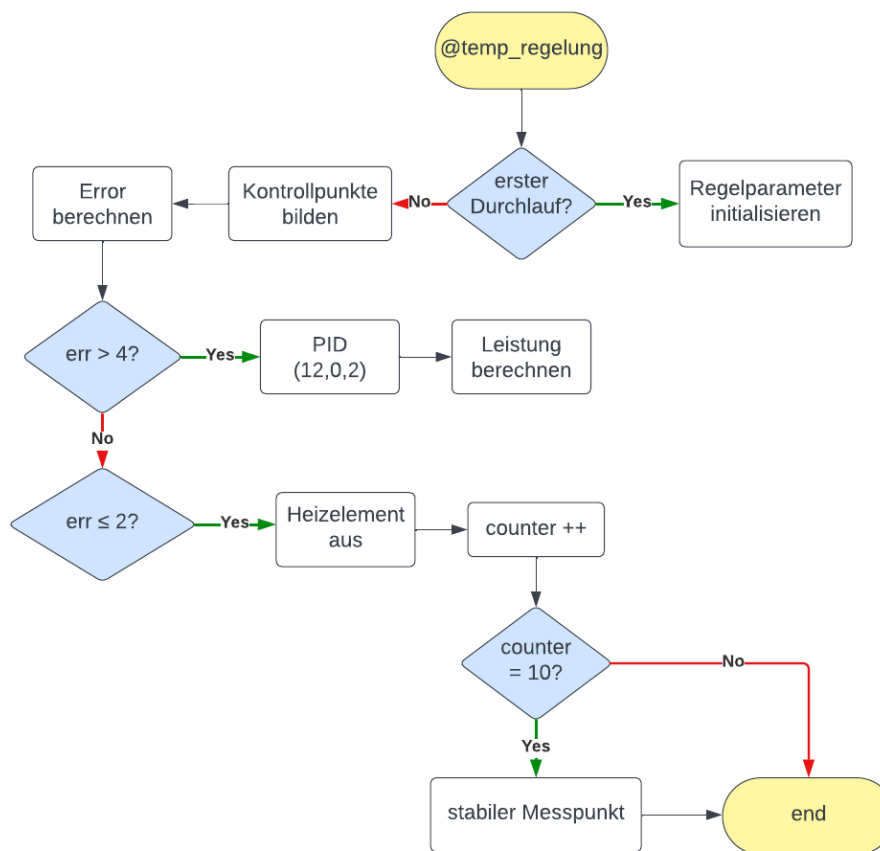 @temp_regelung
erster
Durchlauf?
Yes
Regelparameter
initialisieren
No
Kontrollpunkte
bilden
Error
berechnen
err > 4?
Yes
PID
(12,0,2)
Leistung
berechnen
No
err ≤ 2?
Yes
Heizelement
aus
counter ++
counter
= 10?
No
Yes
stabiler Messpunkt
end